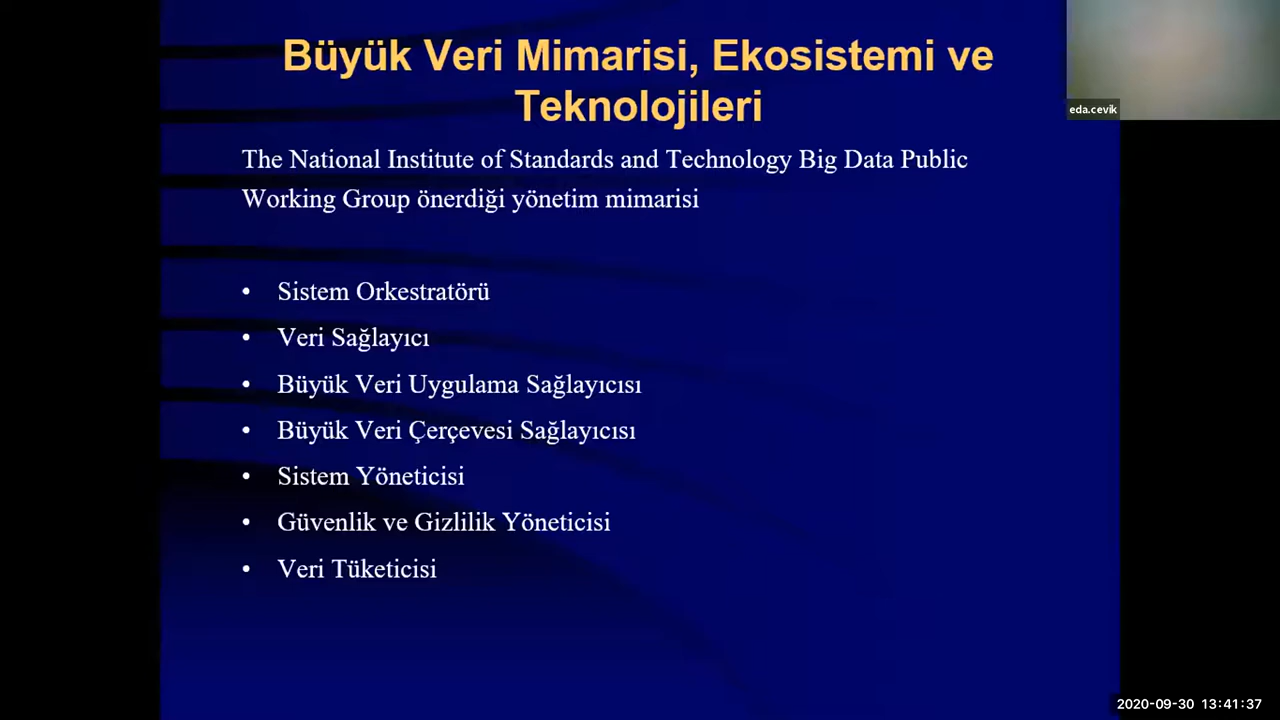 Büyük Veri Mimarisi, Ekosistemi ve
Teknolojileri
eda.cevik
The National Institute of Standards and Technology Big Data Public
Working Group önerdiği yönetim mimarisi
• Sistem Orkestratörü
• Veri Sağlayıcı
• Büyük Veri Uygulama Sağlayıcısı
• Büyük Veri Çerçevesi Sağlayıcısı
• Sistem Yöneticisi
• Güvenlik ve Gizlilik Yöneticisi
• Veri Tüketicisi
2020-09-30 13:41:37